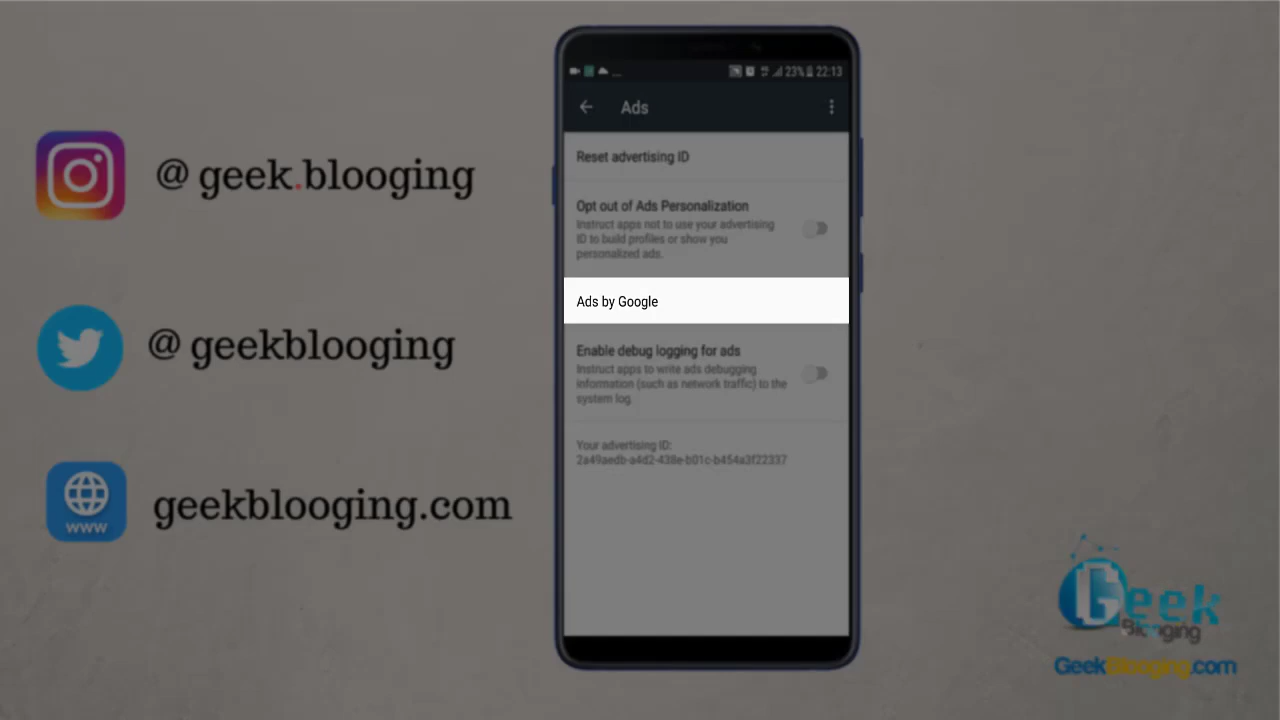 @ geek.blooging
@ geekblooging
www
geekblooging.com
23% 22:13
Ads
Reset advertising ID
Opt out of Ads Personalization
Instruct apps not to use your advertising
ID to build profiles or show you
personalized ads.
Ads by Google
Enable debug logging for ads
Instruct apps to write ads debugging
information (such as network traffic) to the
system log
Your advertising ID:
2a49aedb-a4d2-438e-b01c-b454a3f22337
Geek
Blooging
GeekBlooging.com